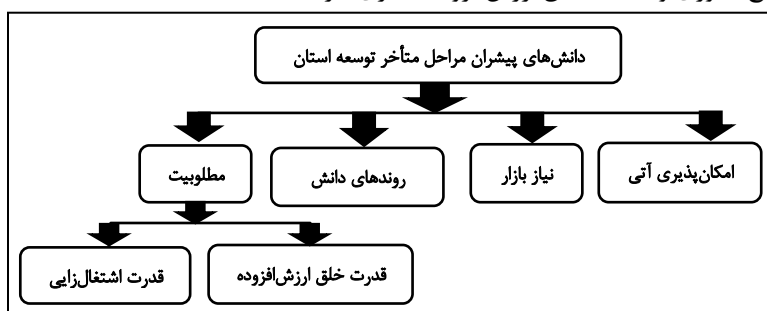 دانش‌های پیشران مراحل متأخر توسعه استان
امکان‌پذیری آتی
نیاز بازار
روندهای دانش
مطلوبیت
قدرت خلق ارزش‌افزوده
قدرت اشتغال‌زایی